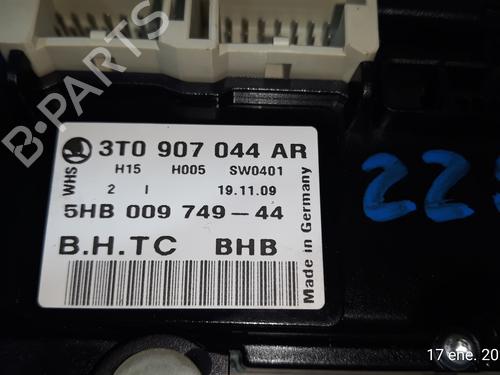 B-PARTS
3T0 907 044 AR
WHS
H15 H005 SW0401
2 I 19.11.09
5HB 009 749-44
B.H.TC BHB
Made in Germany
22
17 ene. 20